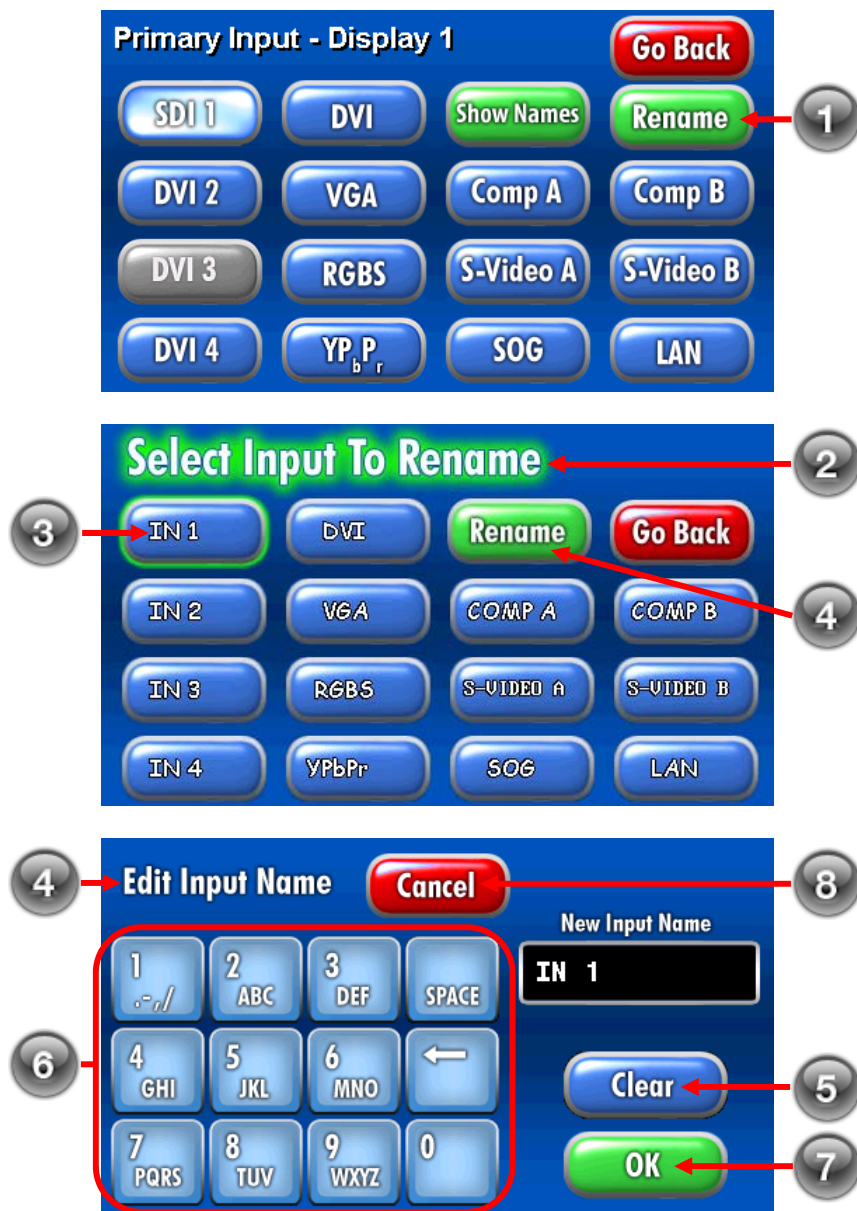 Primary Input - Display 1
Go Back
SDI 1 DVI Show Names Rename 1
DVI 2 VGA Comp A Comp B
DVI 3 RGBS S-Video A S-Video B
DVI 4 YPbPr SOG LAN
Select Input To Rename 2
3 IN 1 DVI Rename Go Back
IN 2 VGA COMP A COMP B 4
IN 3 RGBS S-VIDEO A S-VIDEO B
IN 4 YPbPr SOG LAN
4 Edit Input Name Cancel 8
New Input Name
IN 1
1 2 3
.-,/ ABC DEF SPACE
6 4 5 6 ←
GHI JKL MNO
Clear 5
7 8 9 0
PQRS TUV WXYZ
OK 7